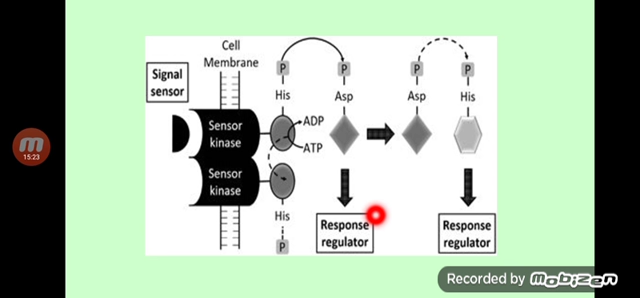 Cell
Membrane
Signal
sensor
P
P
P
P
His
Asp
Asp
His
Sensor
kinase
ADP
ATP
Sensor
kinase
His
P
Response
regulator
Response
regulator
15:23
Recorded by mobizen